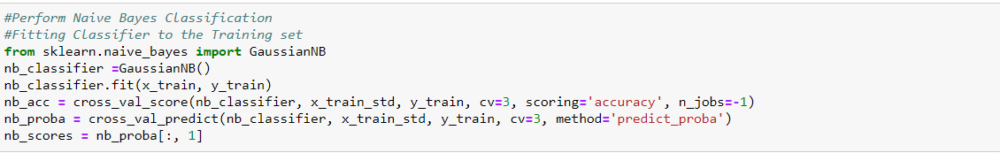 #Perform Naive Bayes Classification
#Fitting Classifier to the Training set
from sklearn.naive_bayes import GaussianNB
nb_classifier =GaussianNB()
nb_classifier.fit(x_train, y_train)
nb_acc = cross_val_score(nb_classifier, x_train_std, y_train, cv=3, scoring='accuracy', n_jobs=-1)
nb_proba = cross_val_predict(nb_classifier, x_train_std, y_train, cv=3, method='predict_proba')
nb_scores = nb_proba[:, 1]